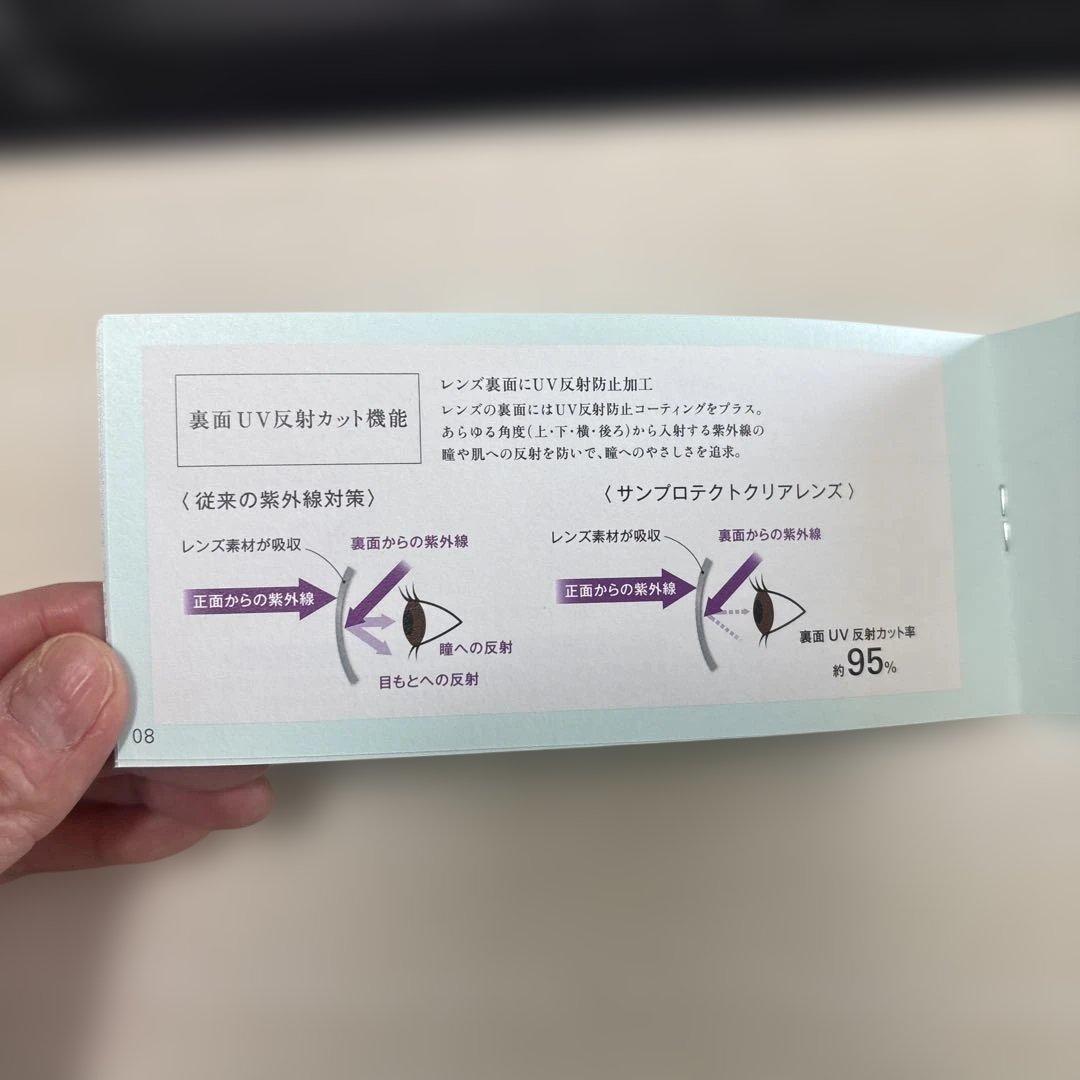 裏面UV反射カット機能
レンズ裏面にUV反射防止加工
レンズの裏面にはUV反射防止コーティングをプラス。
あらゆる角度(上・下・横・後ろ)から入射する紫外線の
瞳や肌への反射を防いで、瞳へのやさしさを追求。
〈従来の紫外線対策〉
レンズ素材が吸収
裏面からの紫外線
正面からの紫外線
瞳への反射
目もとへの反射
〈サンプロテクトクリアレンズ〉
レンズ素材が吸収
裏面からの紫外線
正面からの紫外線
裏面UV反射カット率
約95%
08